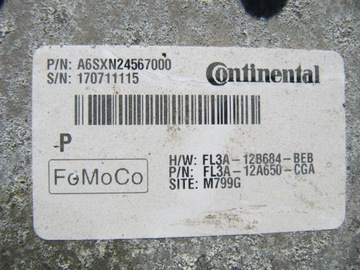 P/N: A6SXN24567000
S/N: 170711115
Continental
-P
H/W: FL3A-12B684-BEB
P/N: FL3A-12A650-CGA
SITE: M799G
FoMoCo